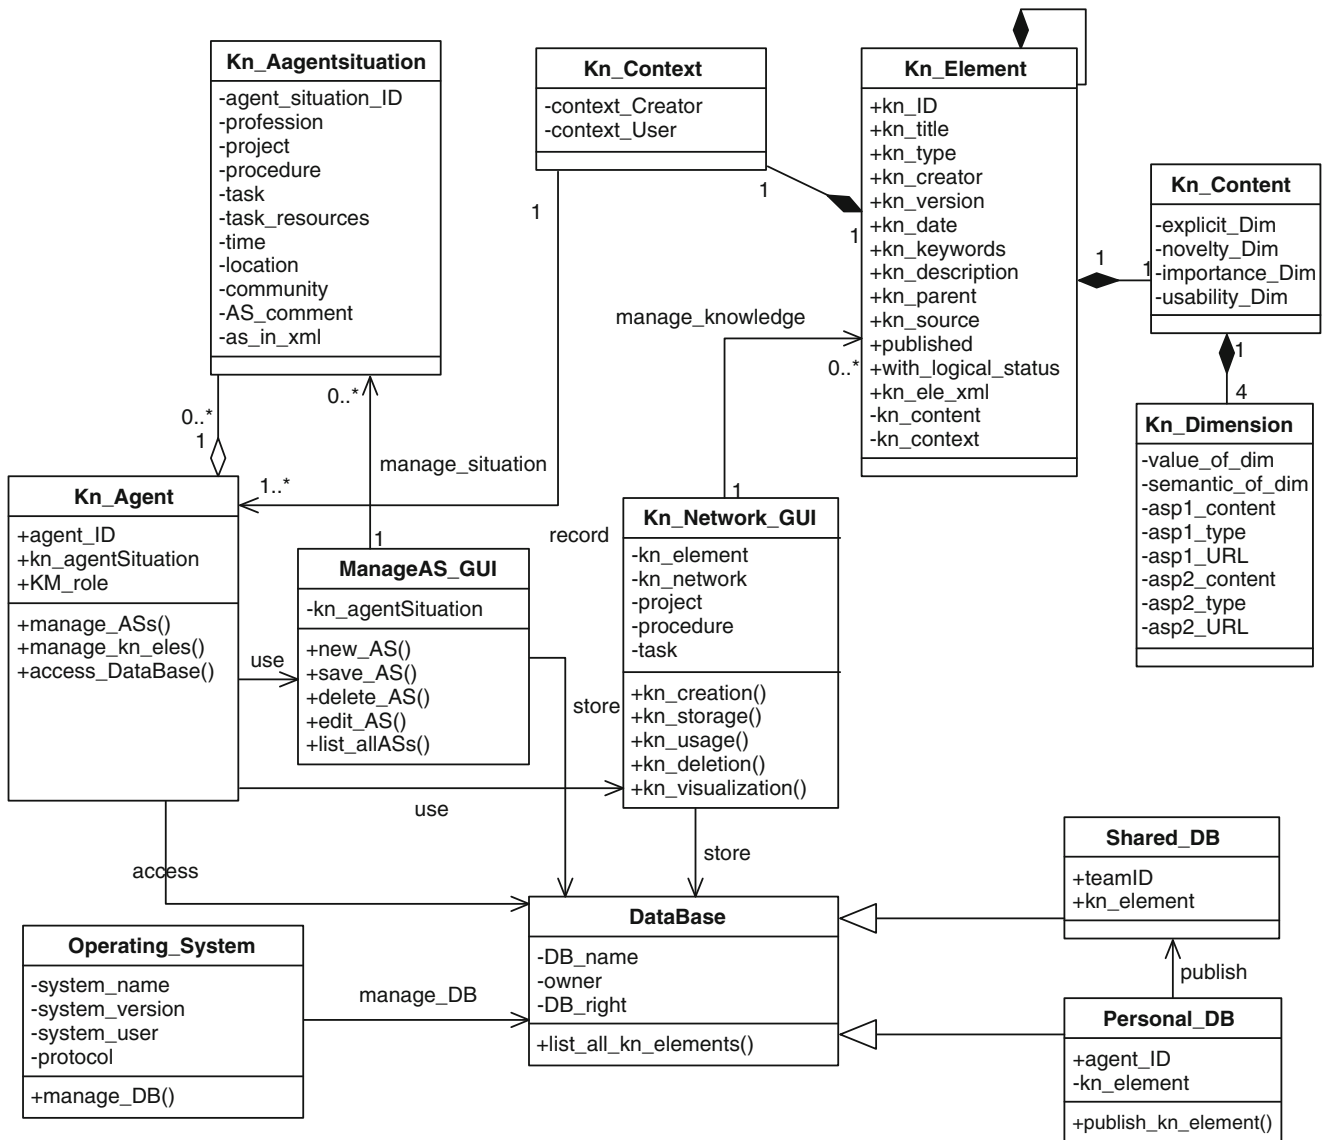 Kn_Aagentsituation
-agent_situation_ID
-profession
-project
-procedure
-task
-task_resources
-time
-location
-community
-AS_comment
-as_in_xml
Kn_Context
-context_Creator
-context_User
Kn_Element
+kn_ID
+kn_title
+kn_type
+kn_creator
+kn_version
+kn_date
+kn_keywords
+kn_description
+kn_parent
+kn_source
+published
+with_logical_status
+kn_ele_xml
-kn_content
-kn_context
Kn_Content
-explicit_Dim
-novelty_Dim
-importance_Dim
-usability_Dim
1
1
1
1
1
1
4
Kn_Dimension
-value_of_dim
-semantic_of_dim
-asp1_content
-asp1_type
-asp1_URL
-asp2_content
-asp2_type
-asp2_URL
manage_knowledge
0..*
1
0..*
1
0..*
manage_situation
1
1..*
record
Kn_Agent
+agent_ID
+kn_agentSituation
+KM_role
+manage_ASs()
+manage_kn_eles()
+access_DataBase()
use
ManageAS_GUI
-kn_agentSituation
+new_AS()
+save_AS()
+delete_AS()
+edit_AS()
+list_allASs()
store
Kn_Network_GUI
-kn_element
-kn_network
-project
-procedure
-task
+kn_creation()
+kn_storage()
+kn_usage()
+kn_deletion()
+kn_visualization()
use
store
access
Operating_System
-system_name
-system_version
-system_user
-protocol
+manage_DB()
manage_DB
DataBase
-DB_name
-owner
-DB_right
+list_all_kn_elements()
Shared_DB
+teamID
+kn_element
publish
Personal_DB
+agent_ID
-kn_element
+publish_kn_element()